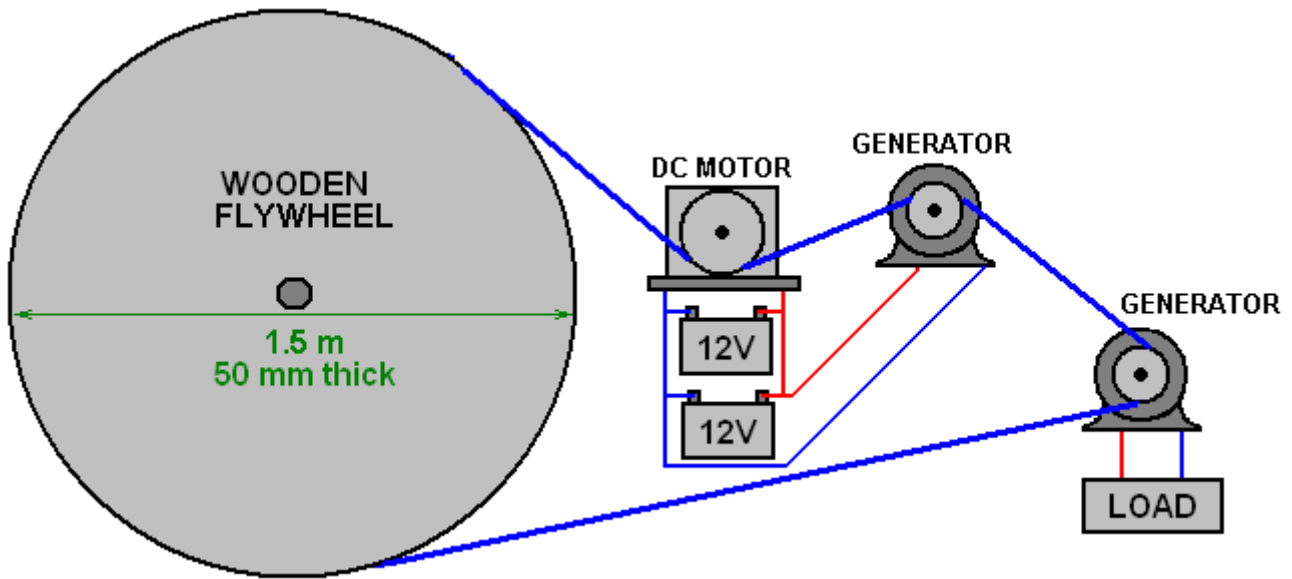 WOODEN
FLYWHEEL
1.5 m
50 mm thick
DC MOTOR
12V
12V
GENERATOR
GENERATOR
LOAD